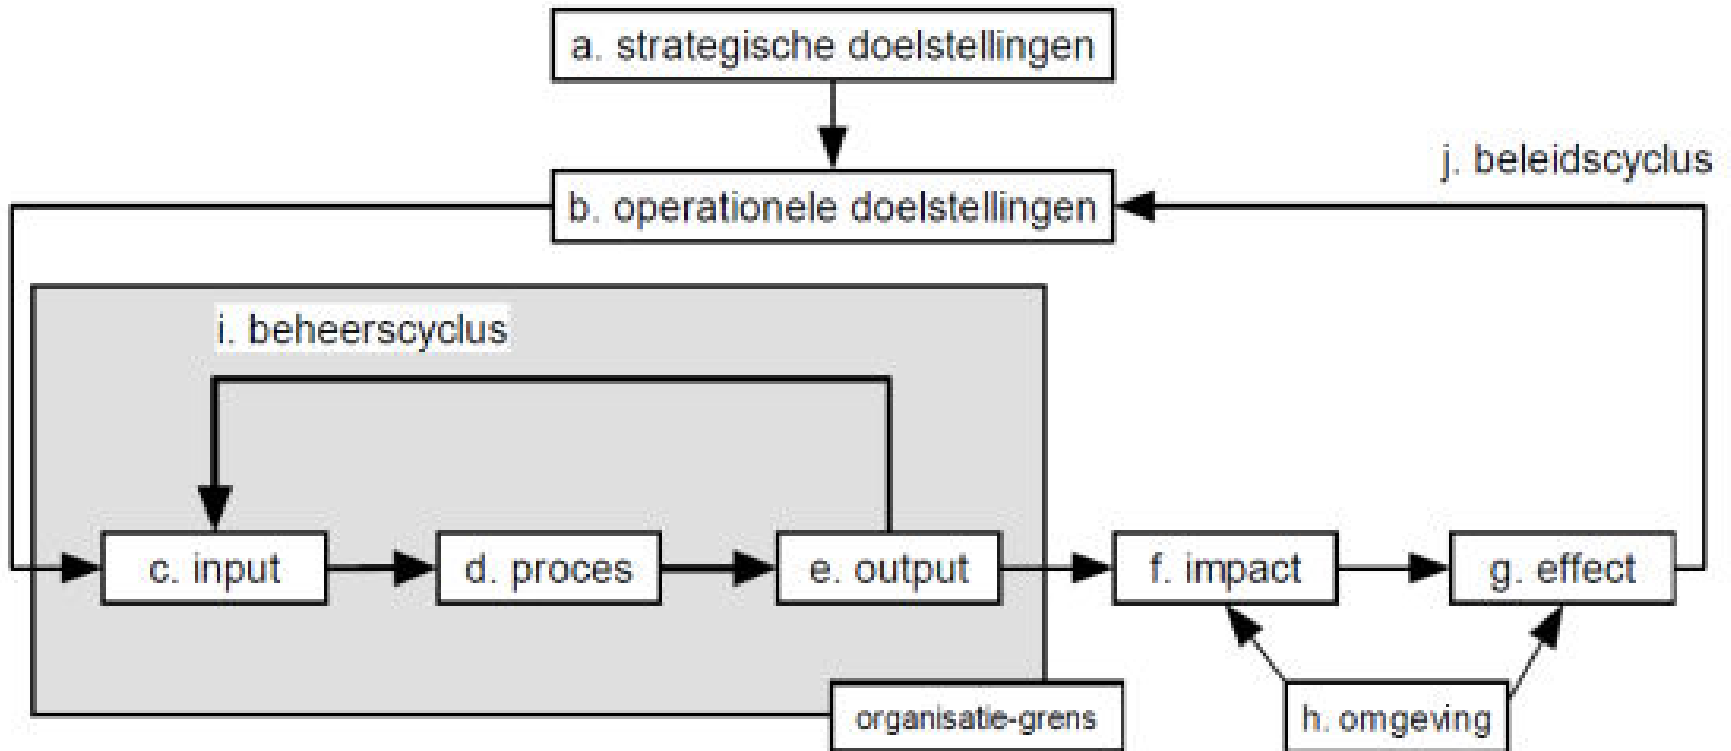 a. strategische doelstellingen
j. beleidscyclus
b. operationele doelstellingen
i. beheerscyclus
c. input
d. proces
e. output
f. impact
g. effect
organisatie-grens
h. omgeving